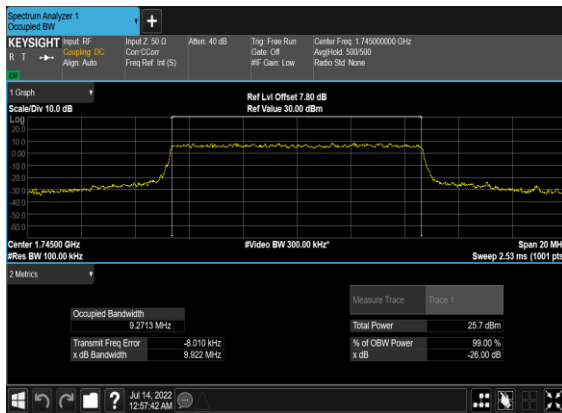 Spectrum Analyzer 1
Occupied BW
+
KEYSIGHT Input: RF Input Z: 50 Ω Atten: 40 dB Trig: Free Run Center Freq: 1.745000000 GHz
R T Coupling: DC Corr CCorr Gate: Off Avg|Hold: 500/500
Align: Auto Freq Ref: Int (S) #IF Gain: Low Radio Std: None
1 Graph
Scale/Div 10.0 dB
Ref Lvl Offset 7.80 dB
Ref Value 30.00 dBm
Log
20.0
10.0
0.00
-10.0
-20.0
-30.0
-40.0
-50.0
-60.0
Center 1.74500 GHz #Video BW 300.00 kHz* Span 20 MH
#Res BW 100.00 kHz Sweep 2.53 ms (1001 pts
2 Metrics
Measure Trace Trace 1
Occupied Bandwidth
9.2713 MHz
Total Power 25.7 dBm
Transmit Freq Error -8.010 kHz % of OBW Power 99.00 %
x dB Bandwidth 9.922 MHz x dB -26.00 dB
? Jul 14, 2022
12:57:42 AM